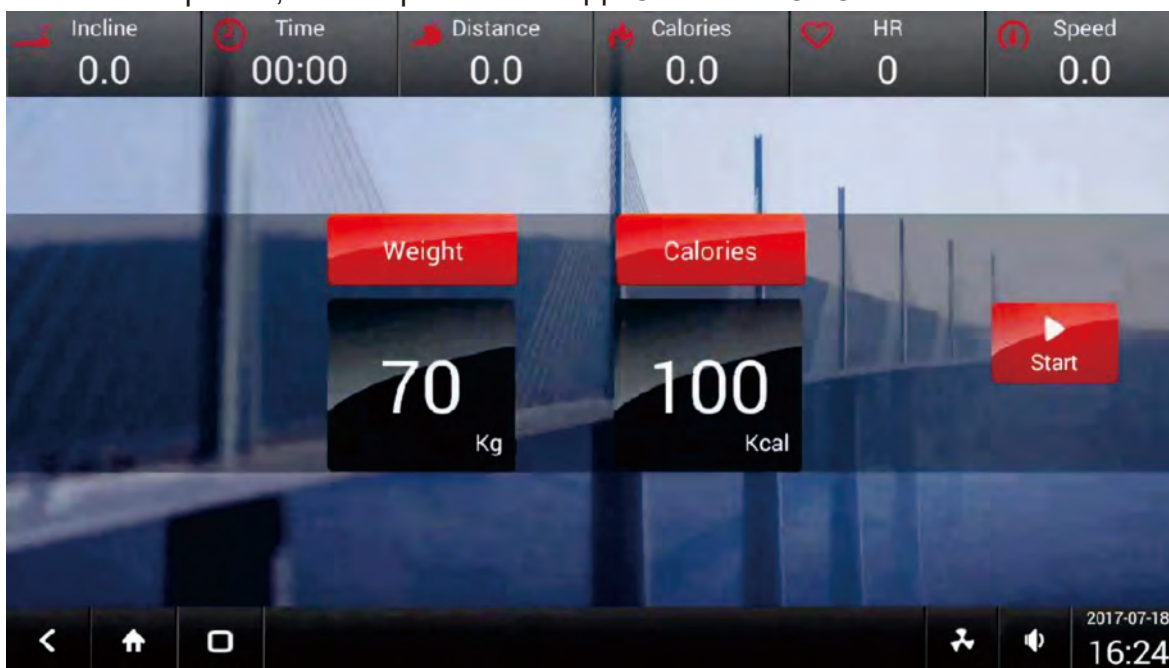 Incline Time Distance Calories HR Speed
0.0 00:00 0.0 0.0 0 0.0
Weight Calories
70 100
Kg Kcal
Start
2017-07-18
16:24